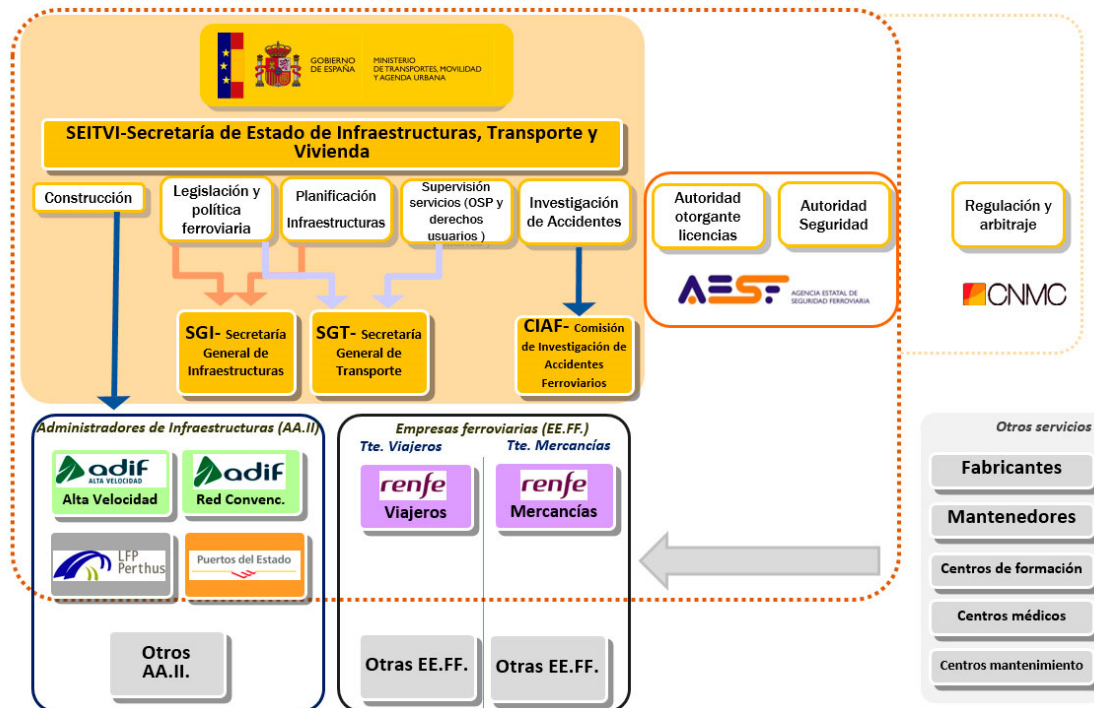 GOBIERNO
DE ESPAÑA
MINISTERIO
DE TRANSPORTES, MOVILIDAD
Y AGENDA URBANA
SEITVI-Secretaría de Estado de Infraestructuras, Transporte y
Vivienda
Construcción
Legislación y
política
ferroviaria
Planificación
Infraestructuras
Supervisión
servicios (OSP y
derechos
usuarios )
Investigación
de Accidentes
Autoridad
otorgante
licencias
Autoridad
Seguridad
Regulación y
arbitraje
AESF
AGENCIA ESTATAL DE
SEGURIDAD FERROVIARIA
CNMC
SGI- Secretaría
General de
Infraestructuras
SGT- Secretaría
General de
Transporte
CIAF- Comisión
de Investigación de
Accidentes
Ferroviarios
Administradores de Infraestructuras (AA.II)
adif
ALTA VELOCIDAD
Alta Velocidad
adif
Red Convenc.
LFP
Perthus
Puertos del Estado
Otros
AA.II.
Empresas ferroviarias (EE.FF.)
Tte. Viajeros
Tte. Mercancías
renfe
Viajeros
renfe
Mercancías
Otras EE.FF.
Otras EE.FF.
Otros servicios
Fabricantes
Mantenedores
Centros de formación
Centros médicos
Centros mantenimiento